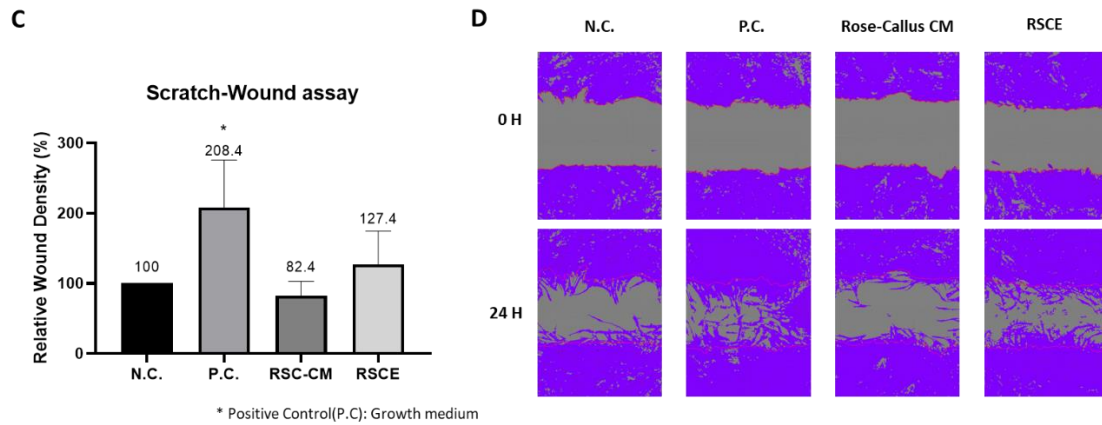 C
Scratch-Wound assay
Relative Wound Density (%)
300
200
100
0
100
*
208.4
82.4
127.4
N.C. P.C. RSC-CM RSCE
* Positive Control(P.C): Growth medium
D
N.C. P.C. Rose-Callus CM RSCE
0 H
24 H